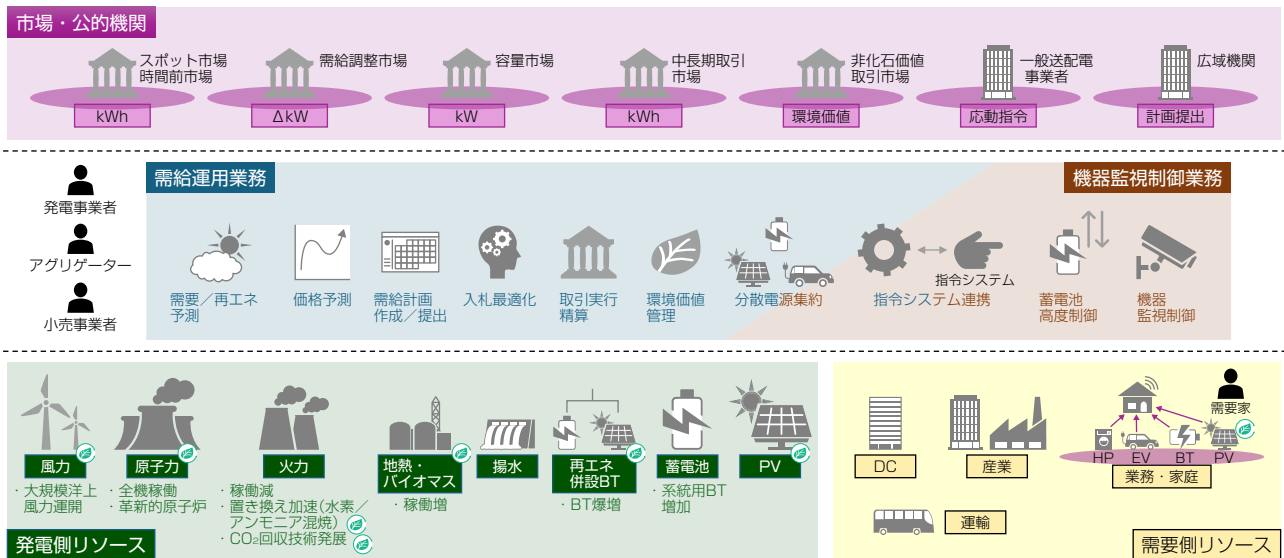 市場・公的機関
スポット市場
時間前市場
kWh
需給調整市場
ΔkW
容量市場
kW
中長期取引
市場
kWh
非化石価値
取引市場
環境価値
一般送配電
事業者
応動指令
広域機関
計画提出
発電事業者
アグリゲーター
小売事業者
需給運用業務
機器監視制御業務
需要／再エネ
予測
価格予測
需給計画
作成／提出
入札最適化
取引実行
精算
環境価値
管理
分散電源集約
指令システム
指令システム連携
蓄電池
高度制御
機器
監視制御
風力
・大規模洋上
風力運開
原子力
・全機稼働
・革新的原子炉
火力
・稼働減
・置き換え加速（水素／
アンモニア混焼）
・CO₂回収技術発展
地熱・
バイオマス
・稼働増
揚水
再エネ
併設BT
・BT爆増
蓄電池
・系統用BT
増加
PV
発電側リソース
DC
産業
需要家
HP
EV
BT
PV
業務・家庭
運輸
需要側リソース